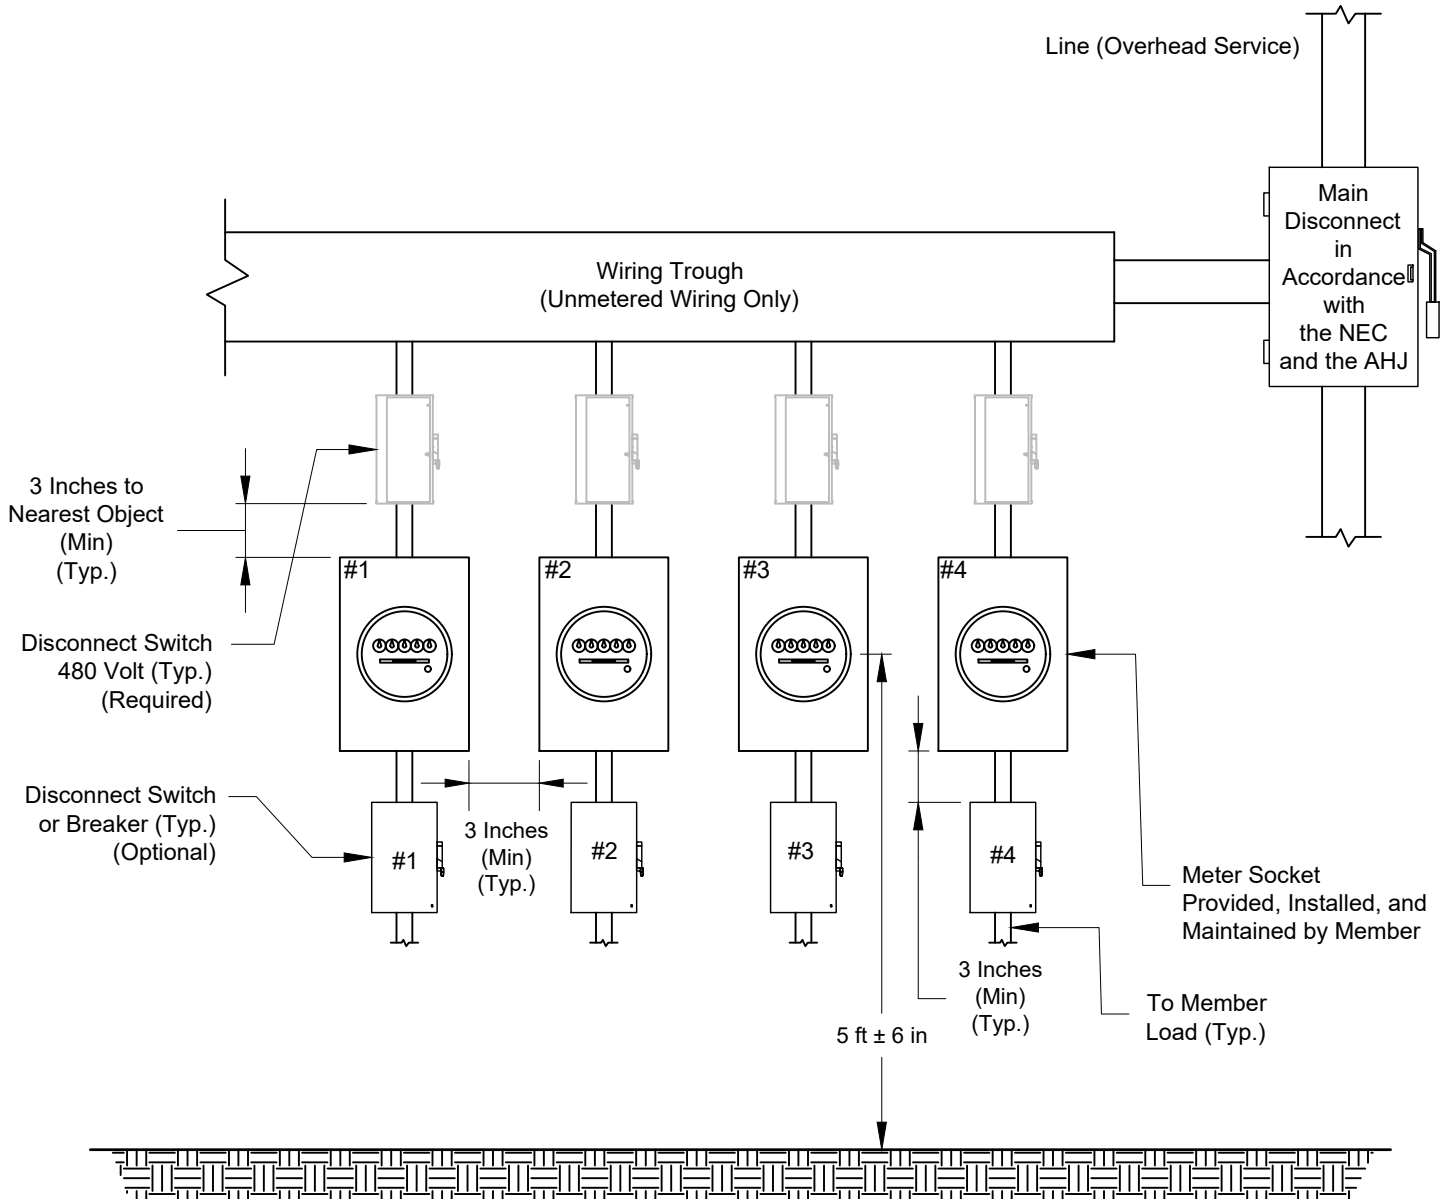 Line (Overhead Service)
Main
Disconnect
in
Accordance
with
the NEC
and the AHJ
Wiring Trough
(Unmetered Wiring Only)
3 Inches to
Nearest Object
(Min)
(Typ.)
#1
#2
#3
#4
Disconnect Switch
480 Volt (Typ.)
(Required)
Disconnect Switch
or Breaker (Typ.)
(Optional)
3 Inches
(Min)
(Typ.)
#1
#2
#3
#4
Meter Socket
Provided, Installed, and
Maintained by Member
3 Inches
(Min)
(Typ.)
To Member
Load (Typ.)
5 ft ± 6 in